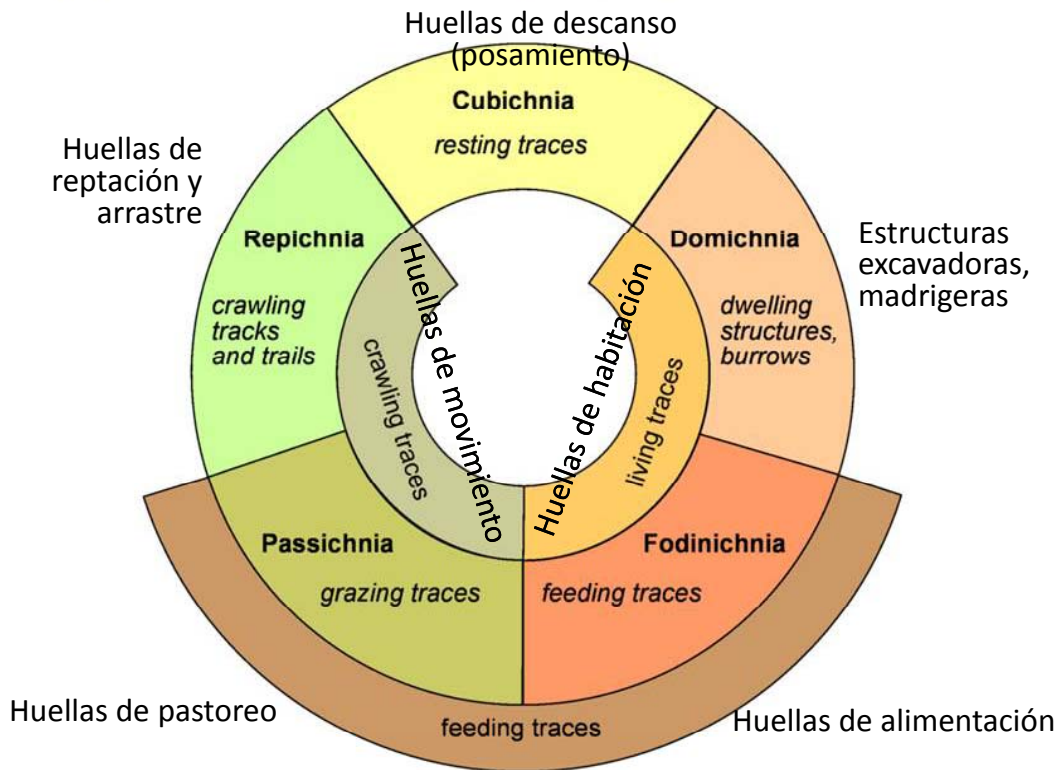 Huellas de descanso
(posamiento)
Cubichnia
resting traces
Huellas de
reptación y
arrastre
Repichnia
crawling
tracks
and trails
Huellas de movimiento
crawling traces
Huellas de habitación
living traces
Domichnia
dwelling
structures,
burrows
Estructuras
excavadoras,
madrigeras
Passichnia
grazing traces
Fodinichnia
feeding traces
Huellas de pastoreo
feeding traces
Huellas de alimentación